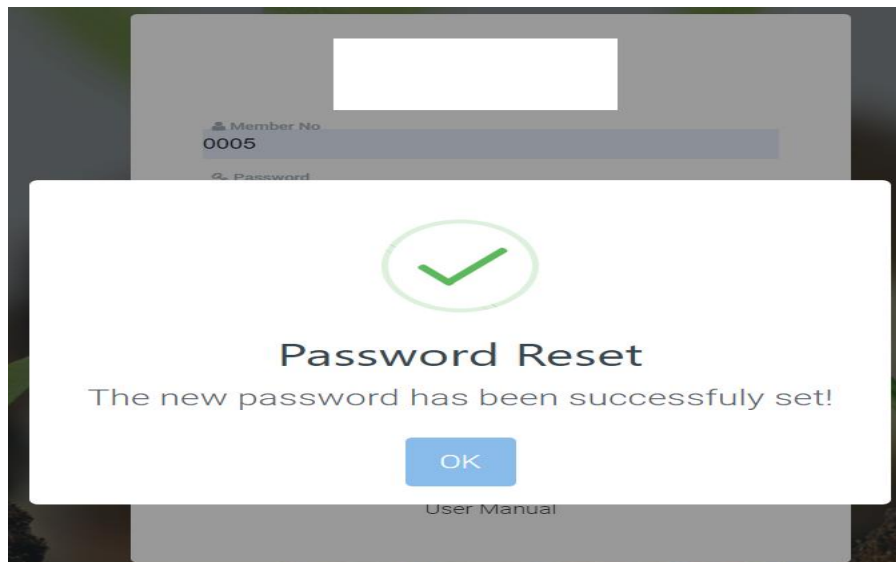 Member No
0005
Password
Password Reset
The new password has been successfuly set!
OK
User Manual